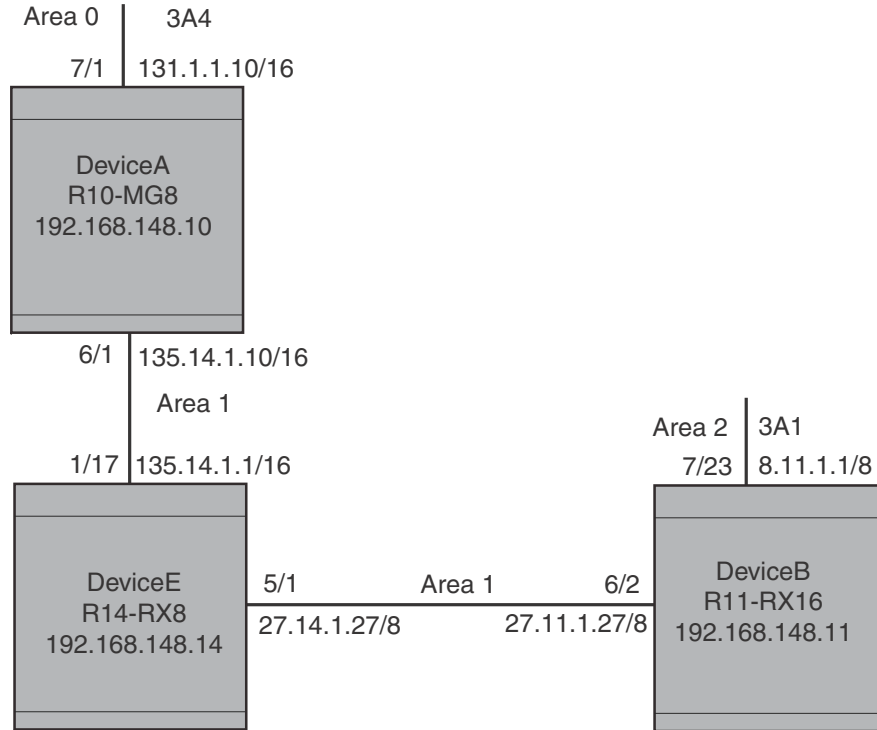 Area 0 3A4
7/1 131.1.1.10/16
DeviceA
R10-MG8
192.168.148.10
6/1 135.14.1.10/16
Area 1
1/17 135.14.1.1/16
Area 2 3A1
7/23 8.11.1.1/8
DeviceE
R14-RX8
192.168.148.14
5/1 Area 1 6/2
27.14.1.27/8 27.11.1.27/8
DeviceB
R11-RX16
192.168.148.11